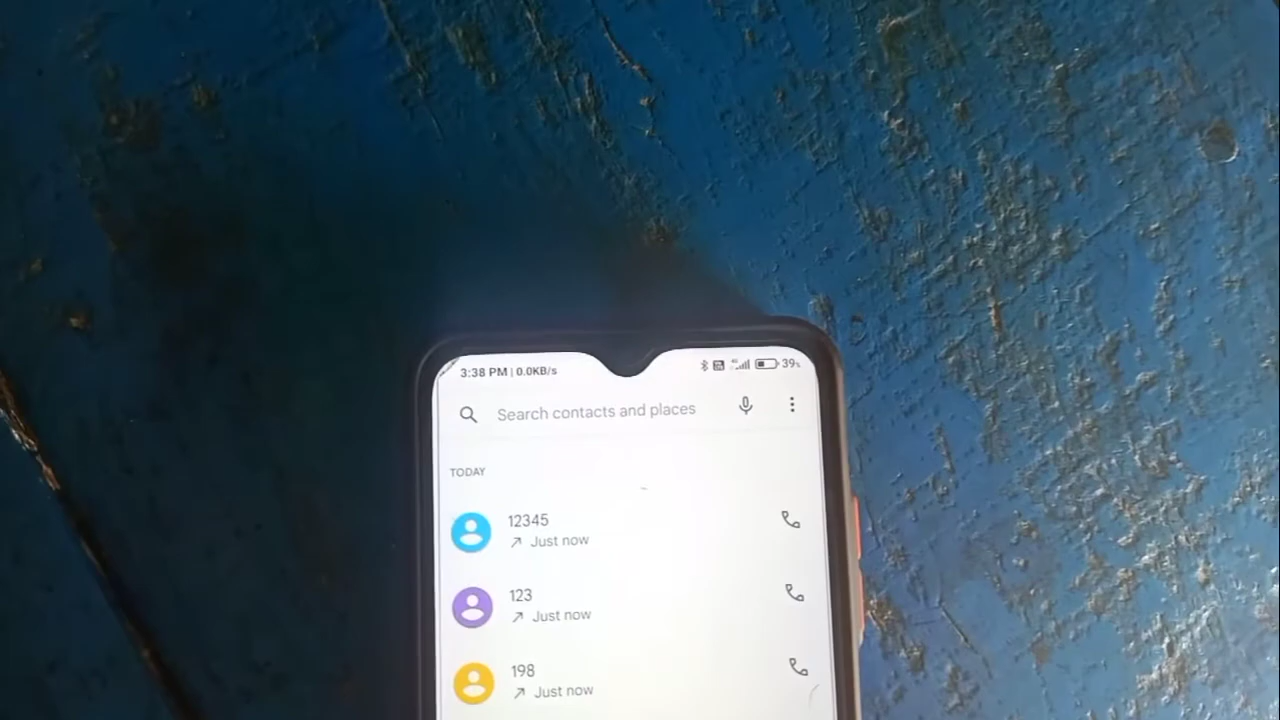 3:38 PM | 0.0KB/s 39%
Search contacts and places
TODAY
12345
Just now
123
Just now
198
Just now